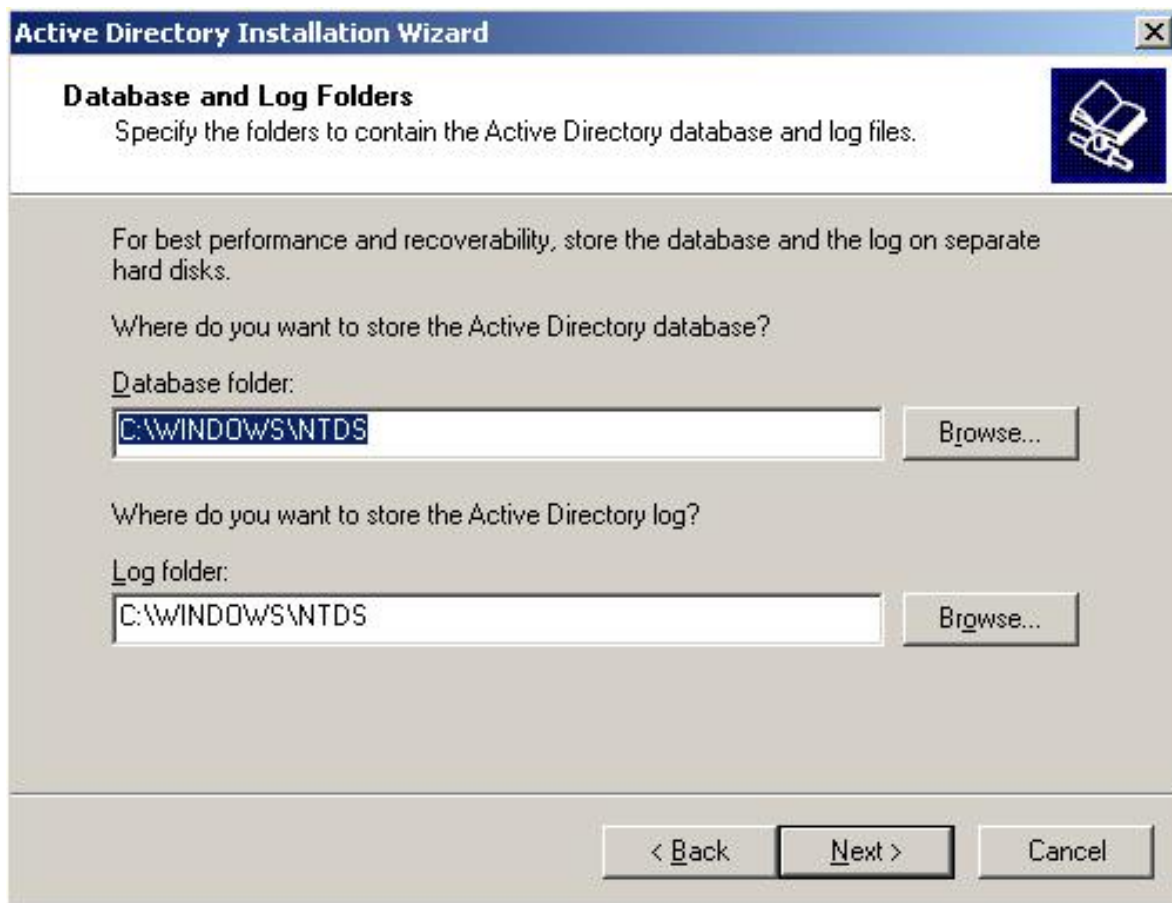 Active Directory Installation Wizard
Database and Log Folders
Specify the folders to contain the Active Directory database and log files.
For best performance and recoverability, store the database and the log on separate
hard disks.
Where do you want to store the Active Directory database?
Database folder:
C:\WINDOWS\NTDS
Browse...
Where do you want to store the Active Directory log?
Log folder:
C:\WINDOWS\NTDS
Browse...
< Back
Next >
Cancel